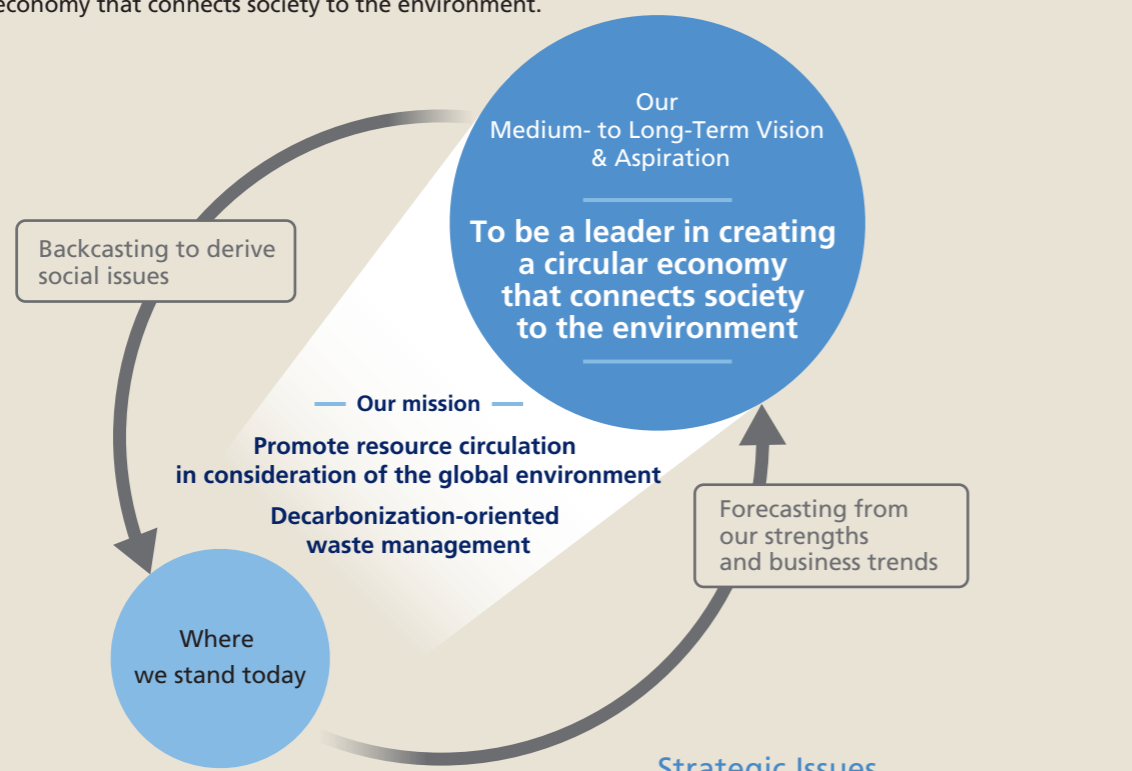 economy that connects society to the environment.
Our
Medium- to Long-Term Vision
& Aspiration
To be a leader in creating
a circular economy
that connects society
to the environment
Backcasting to derive
social issues
Our mission
Promote resource circulation
in consideration of the global environment
Decarbonization-oriented
waste management
Forecasting from
our strengths
and business trends
Where
we stand today
Strategic Issues